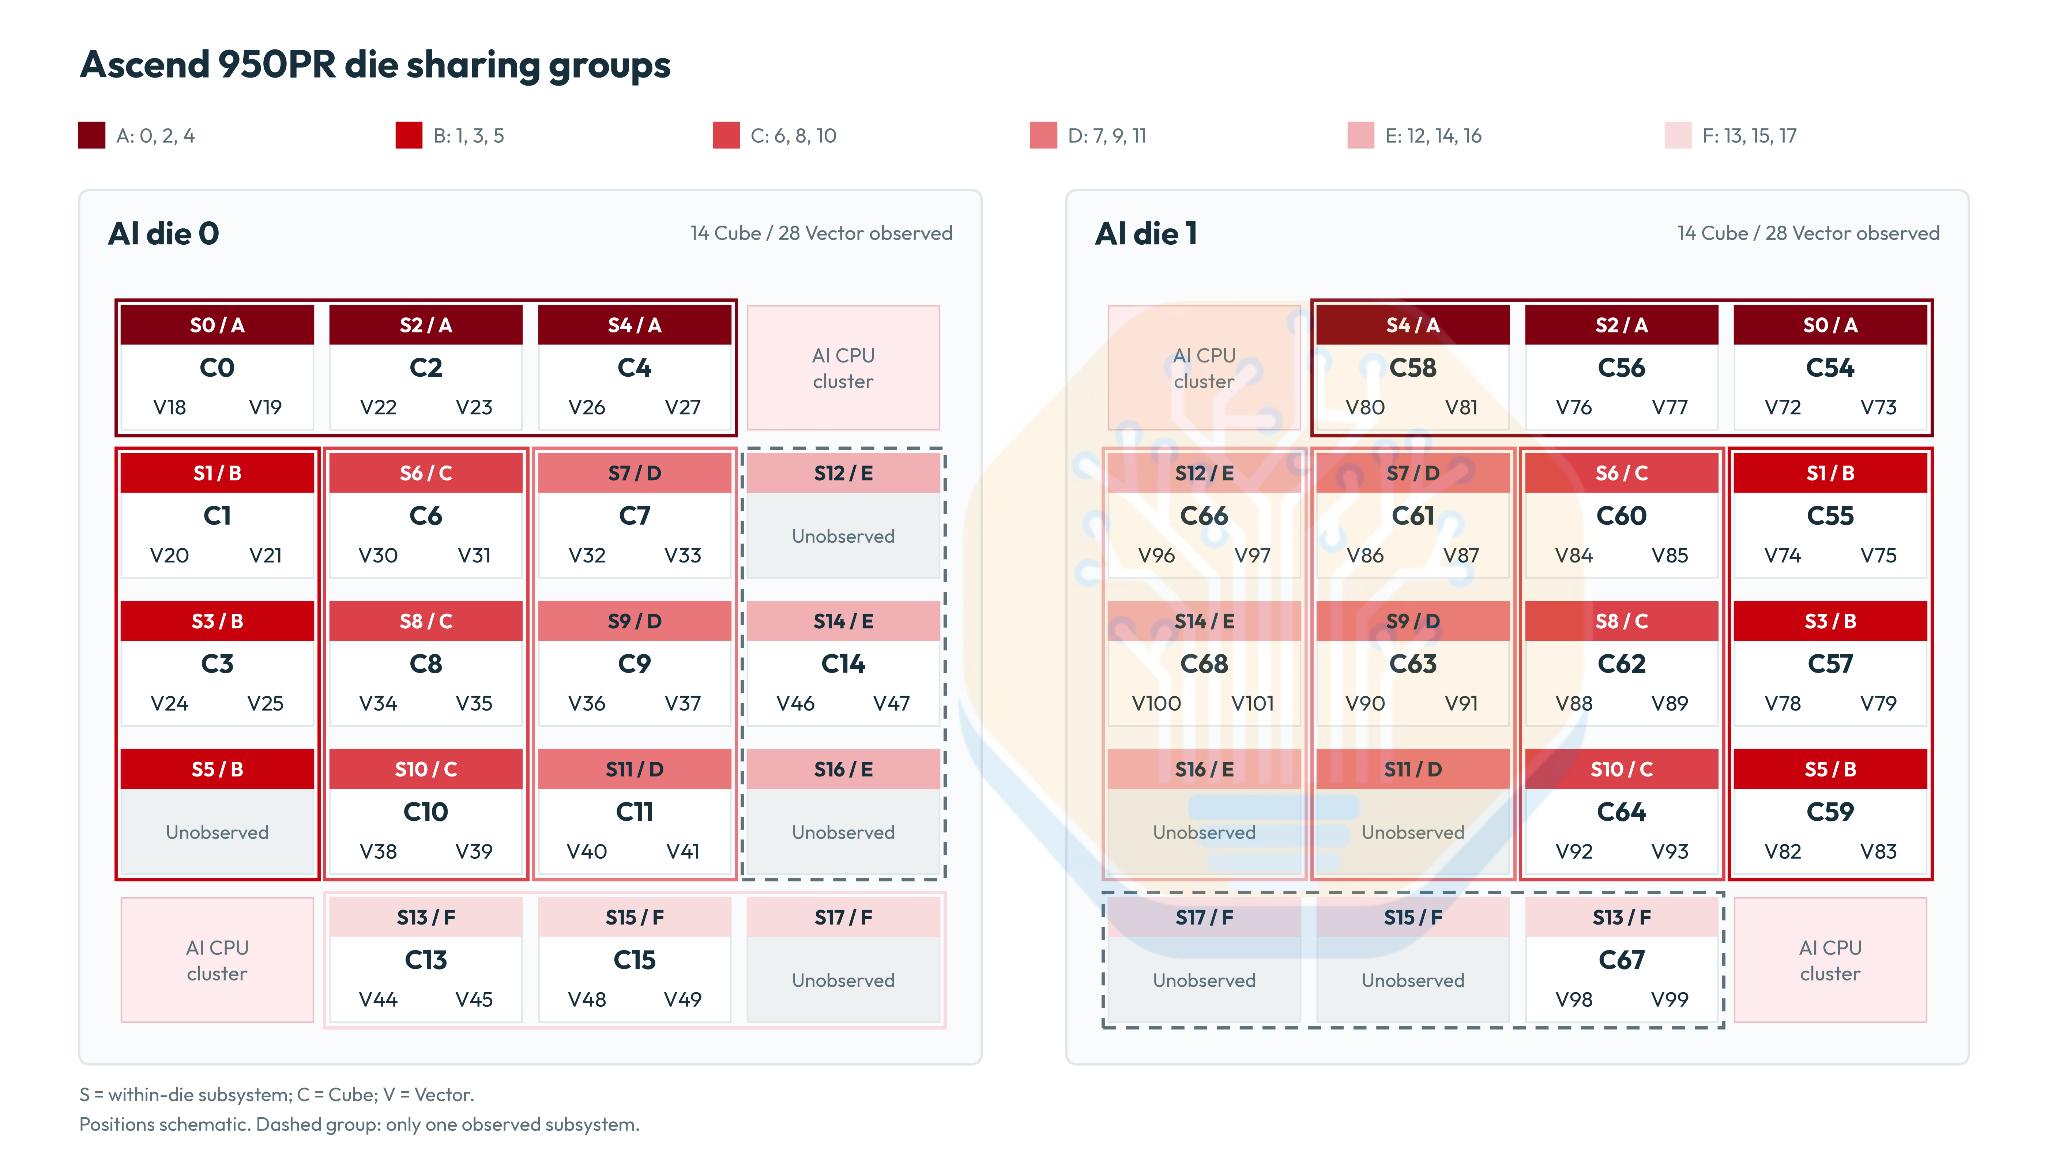 Ascend 950PR die sharing groups
A: 0, 2, 4
B: 1, 3, 5
C: 6, 8, 10
D: 7, 9, 11
E: 12, 14, 16
F: 13, 15, 17
AI die 0
14 Cube / 28 Vector observed
S0 / A
C0
V18 V19
S2 / A
C2
V22 V23
S4 / A
C4
V26 V27
AI CPU
cluster
S1 / B
C1
V20 V21
S6 / C
C6
V30 V31
S7 / D
C7
V32 V33
S12 / E
Unobserved
S3 / B
C3
V24 V25
S8 / C
C8
V34 V35
S9 / D
C9
V36 V37
S14 / E
C14
V46 V47
S5 / B
Unobserved
S10 / C
C10
V38 V39
S11 / D
C11
V40 V41
S16 / E
Unobserved
AI CPU
cluster
S13 / F
C13
V44 V45
S15 / F
C15
V48 V49
S17 / F
Unobserved
AI die 1
14 Cube / 28 Vector observed
AI CPU
cluster
S4 / A
C58
V80 V81
S2 / A
C56
V76 V77
S0 / A
C54
V72 V73
S12 / E
C66
V96 V97
S7 / D
C61
V86 V87
S6 / C
C60
V84 V85
S1 / B
C55
V74 V75
S14 / E
C68
V100 V101
S9 / D
C63
V90 V91
S8 / C
C62
V88 V89
S3 / B
C57
V78 V79
S16 / E
Unobserved
S11 / D
Unobserved
S10 / C
C64
V92 V93
S5 / B
C59
V82 V83
S17 / F
Unobserved
S15 / F
Unobserved
S13 / F
C67
V98 V99
AI CPU
cluster
S = within-die subsystem; C = Cube; V = Vector.
Positions schematic. Dashed group: only one observed subsystem.